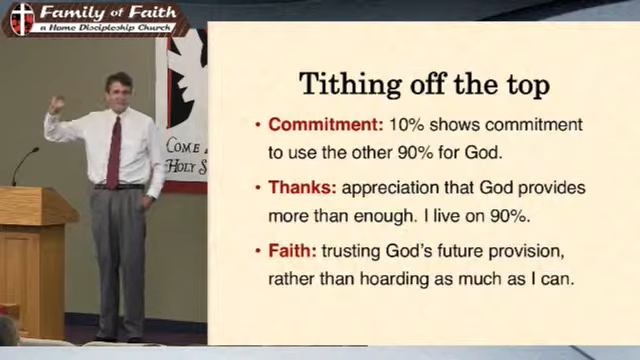 Family of Faith
a Home Discipleship Church
COME
HOLY S
Tithing off the top
• Commitment: 10% shows commitment
to use the other 90% for God.
• Thanks: appreciation that God provides
more than enough. I live on 90%.
• Faith: trusting God's future provision,
rather than hoarding as much as I can.